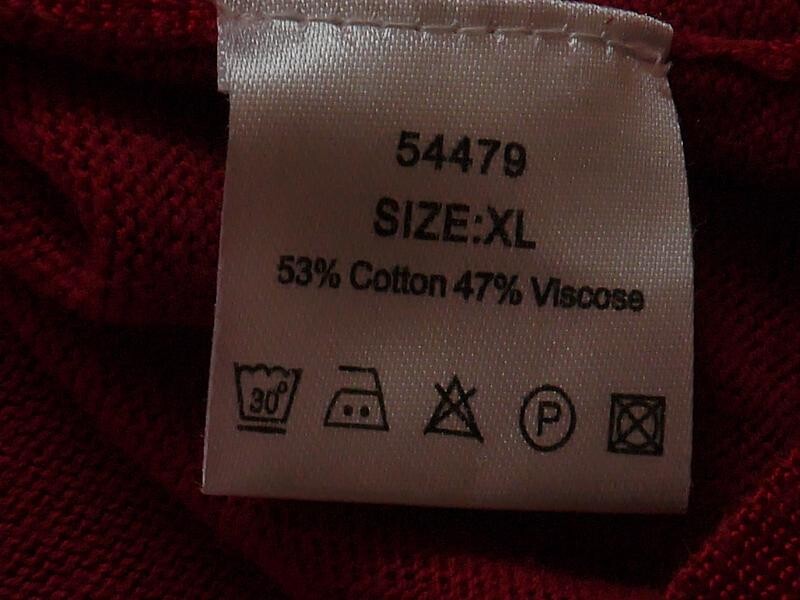 54479
SIZE:XL
53% Cotton 47% Viscose
30° P